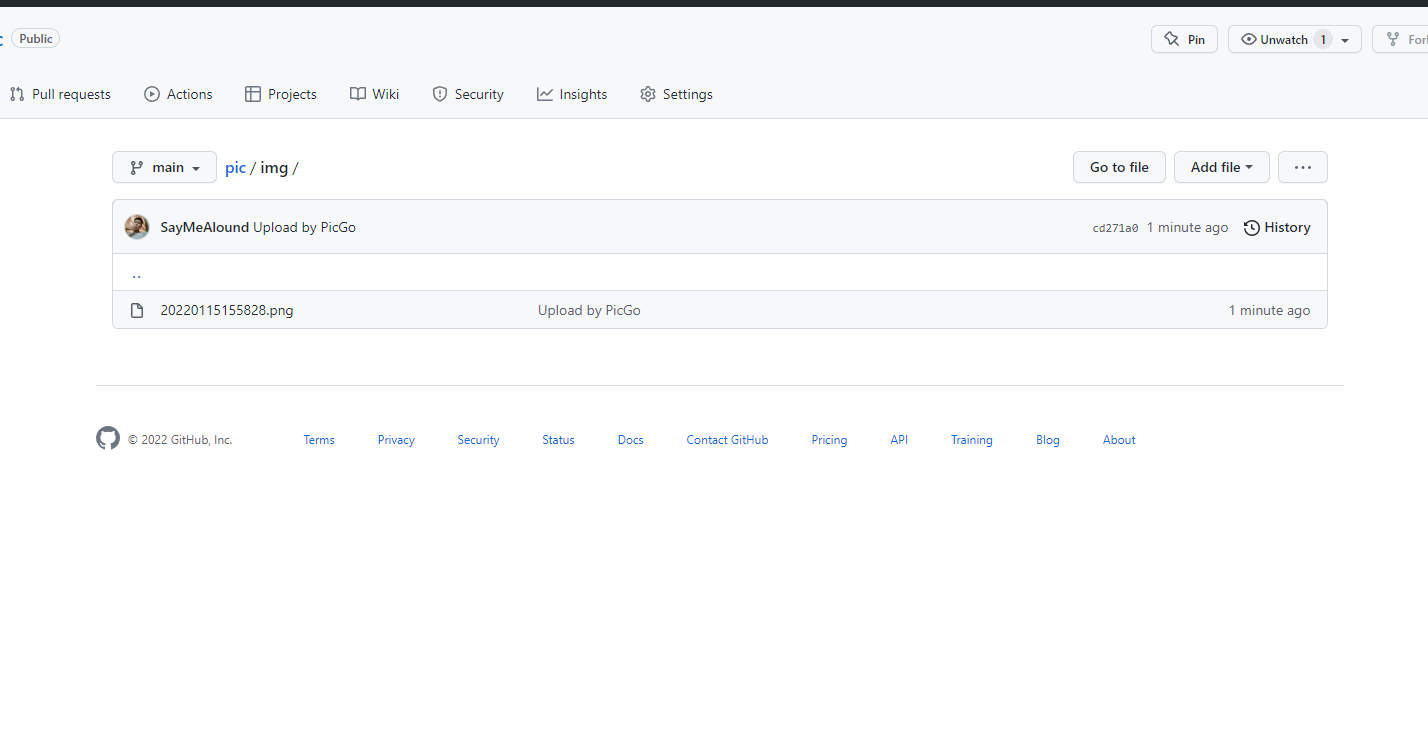 Public
Pin
Unwatch 1
Pull requests Actions Projects Wiki Security Insights Settings
main pic / img /
Go to file Add file ...
SayMeAlound Upload by PicGo cd271a0 1 minute ago History
..
20220115155828.png Upload by PicGo 1 minute ago
© 2022 GitHub, Inc. Terms Privacy Security Status Docs Contact GitHub Pricing API Training Blog About